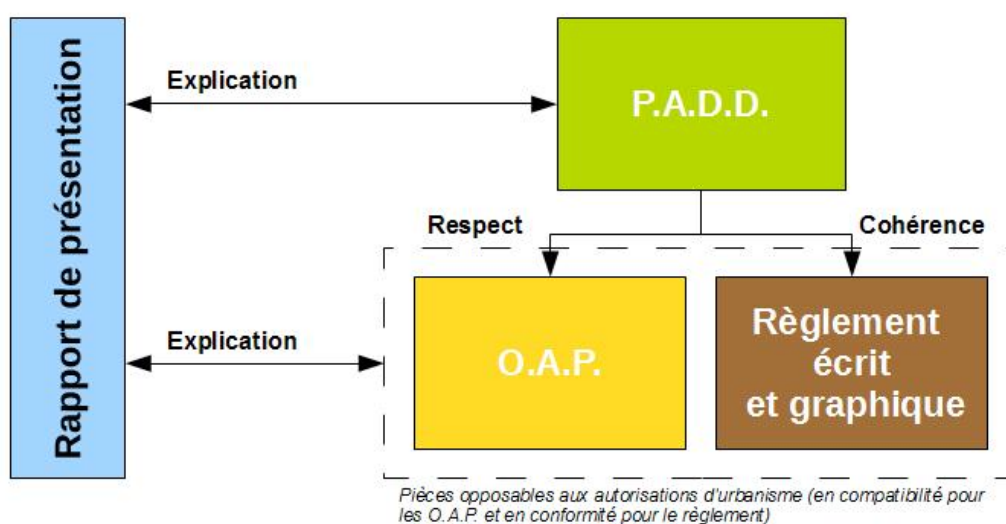 Rapport de présentation
Explication
P.A.D.D.
Respect
Cohérence
Explication
O.A.P.
Règlement
écrit
et graphique
Pièces opposables aux autorisations d'urbanisme (en compatibilité pour
les O.A.P. et en conformité pour le règlement)